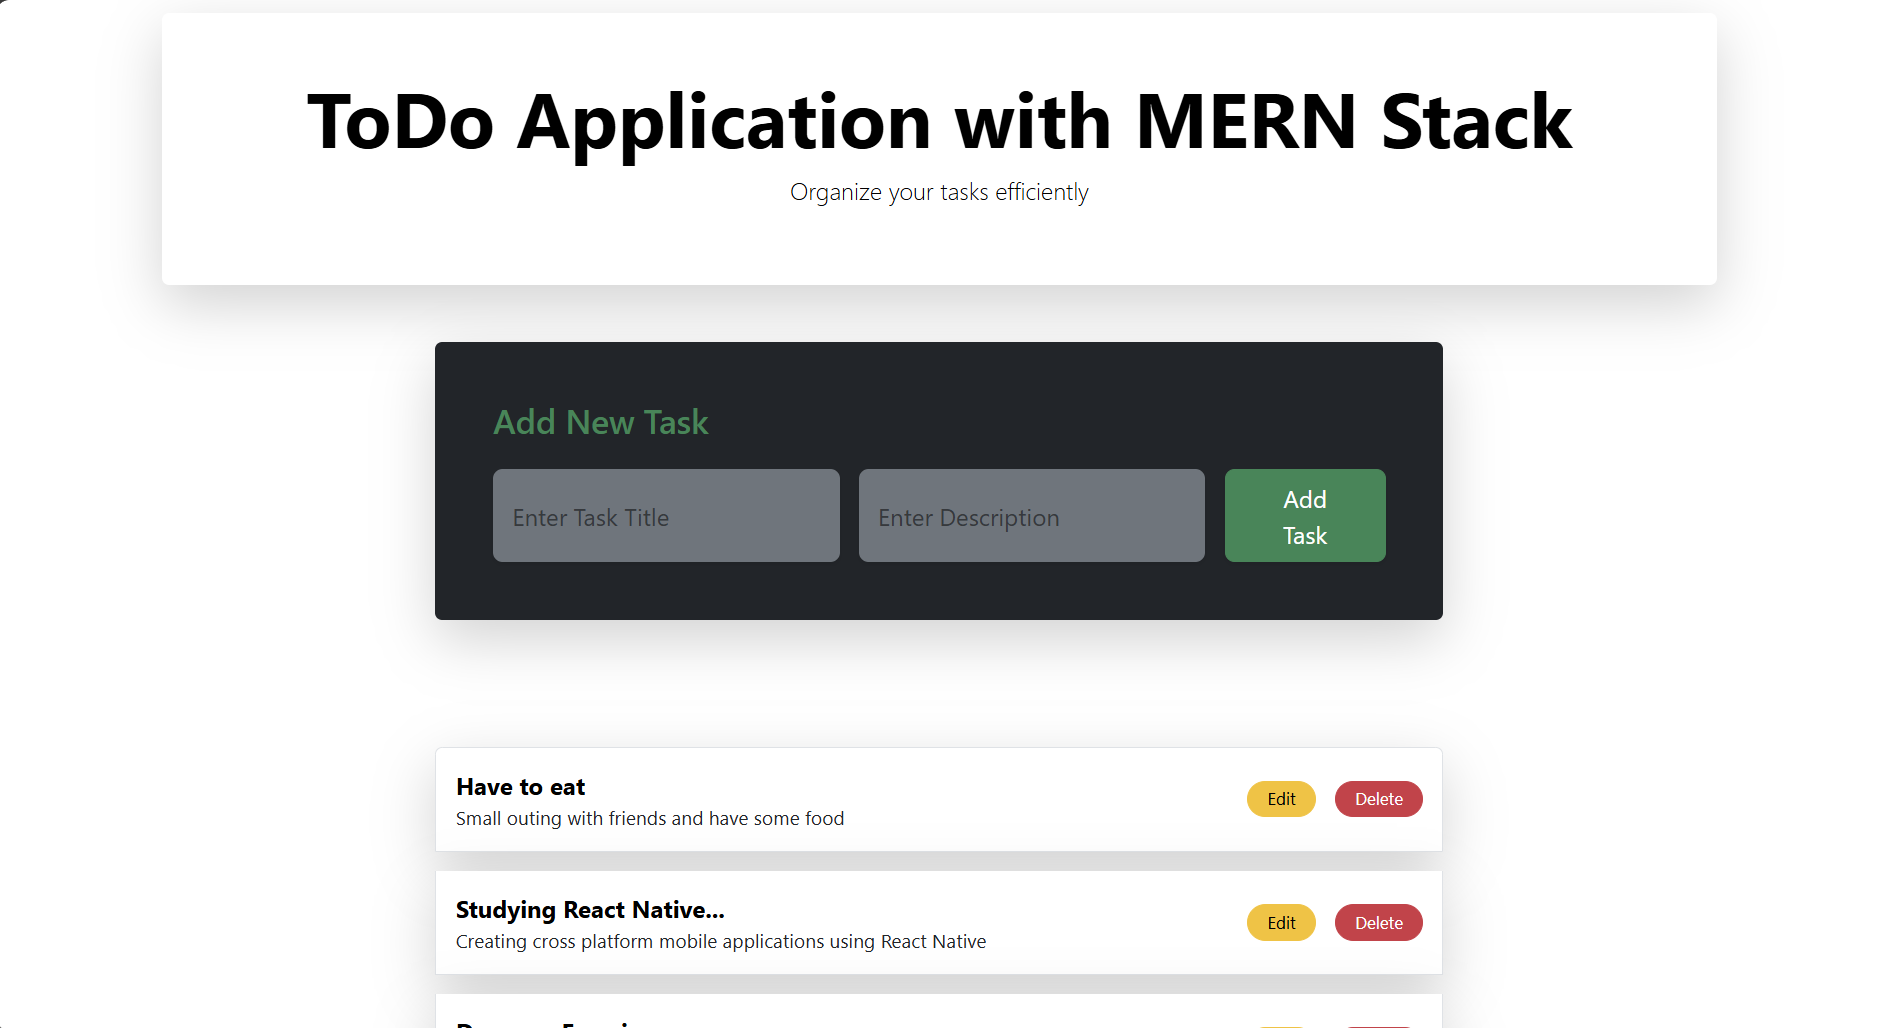 ToDo Application with MERN Stack
Organize your tasks efficiently
Add New Task
Enter Task Title
Enter Description
Add
Task
Have to eat
Small outing with friends and have some food
Edit
Delete
Studying React Native...
Creating cross platform mobile applications using React Native
Edit
Delete